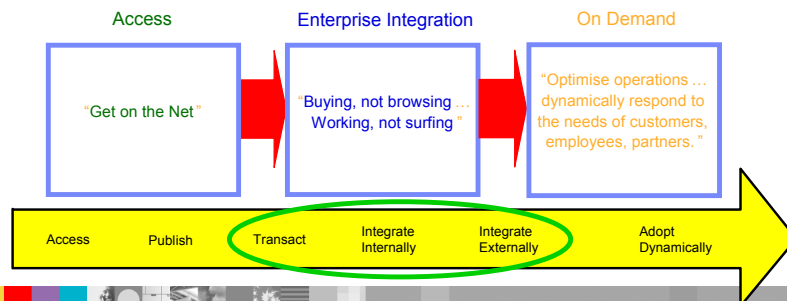 Access
Enterprise Integration
On Demand
“Get on the Net”
“Buying, not browsing …
Working, not surfing”
“Optimise operations …
dynamically respond to
the needs of customers,
employees, partners.”
Access
Publish
Transact
Integrate
Internally
Integrate
Externally
Adopt
Dynamically